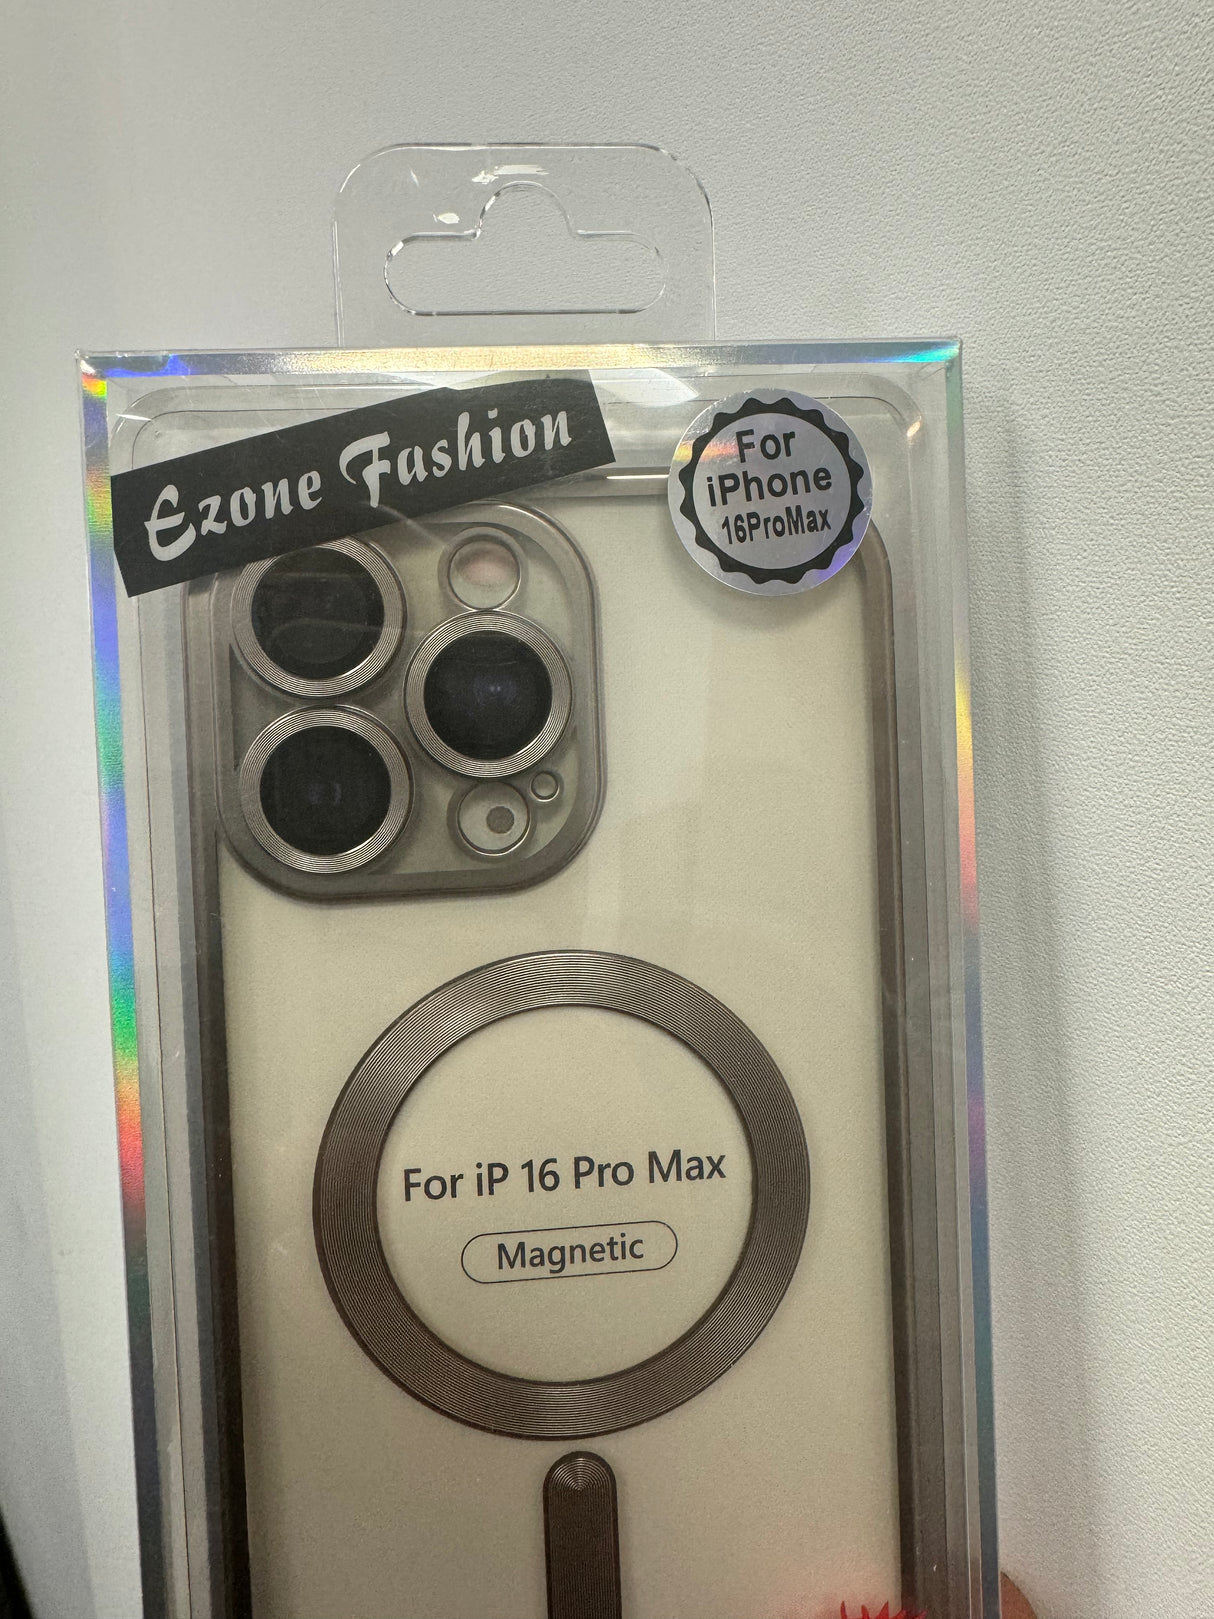 Ezone Fashion
For
iPhone
16ProMax
For iP 16 Pro Max
Magnetic